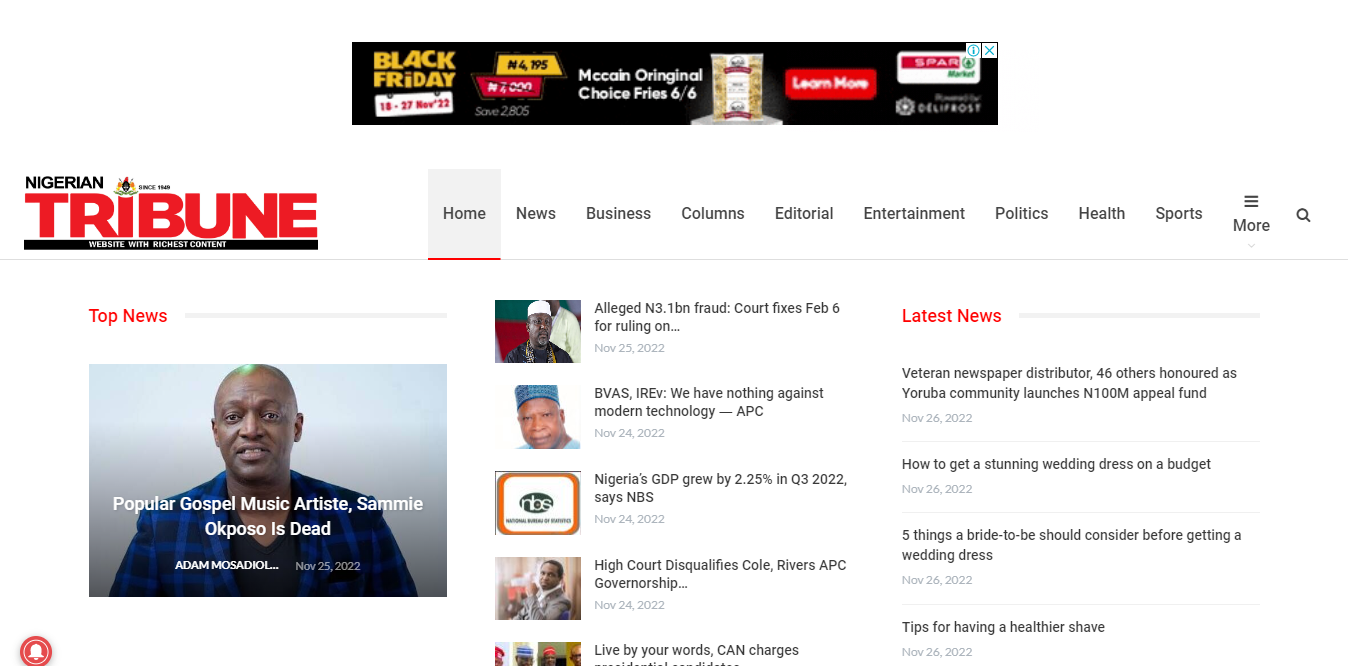 BLACK
FRiDAY
18 - 27 Nov'22
₦4,195
₦7,000
Save 2,805
Mccain Oringinal
Choice Fries 6/6
Learn More
SPAR
Market
Powered by:
DELIFROST
NIGERIAN
SINCE 1949
TRiBUNE
WEBSITE WITH RICHEST CONTENT
Home
News
Business
Columns
Editorial
Entertainment
Politics
Health
Sports
More
Top News
Popular Gospel Music Artiste, Sammie
Okposo Is Dead
ADAM MOSADIOL...
Nov 25, 2022
Alleged N3.1bn fraud: Court fixes Feb 6
for ruling on...
Nov 25, 2022
BVAS, IREv: We have nothing against
modern technology — APC
Nov 24, 2022
nbs
NATIONAL BUREAU OF STATISTICS
Nigeria's GDP grew by 2.25% in Q3 2022,
says NBS
Nov 24, 2022
High Court Disqualifies Cole, Rivers APC
Governorship...
Nov 24, 2022
Live by your words, CAN charges
presidential candidates
Latest News
Veteran newspaper distributor, 46 others honoured as
Yoruba community launches N100M appeal fund
Nov 26, 2022
How to get a stunning wedding dress on a budget
Nov 26, 2022
5 things a bride-to-be should consider before getting a
wedding dress
Nov 26, 2022
Tips for having a healthier shave
Nov 26, 2022